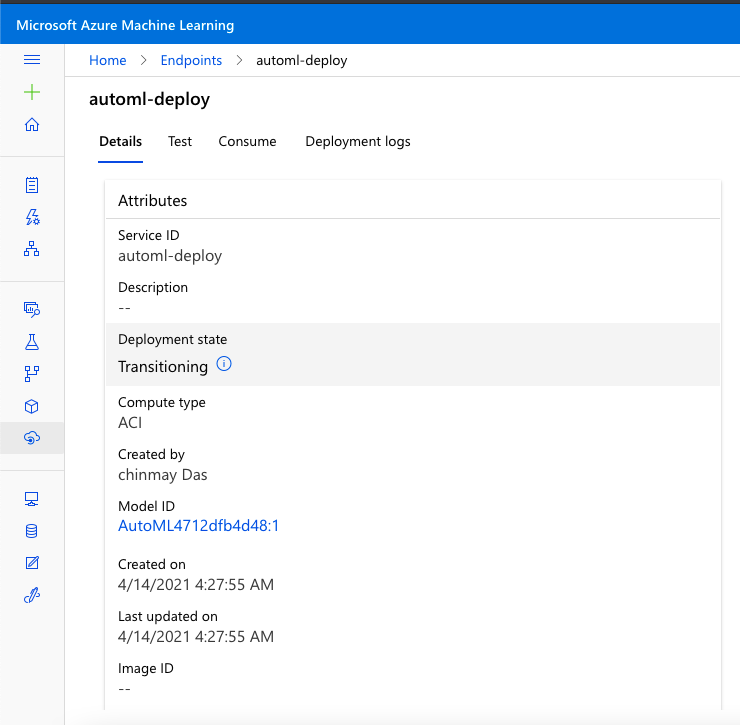 Microsoft Azure Machine Learning
Home > Endpoints > automl-deploy
automl-deploy
Details Test Consume Deployment logs
Attributes
Service ID
automl-deploy
Description
--
Deployment state
Transitioning
Compute type
ACI
Created by
chinmay Das
Model ID
AutoML4712dfb4d48:1
Created on
4/14/2021 4:27:55 AM
Last updated on
4/14/2021 4:27:55 AM
Image ID
--